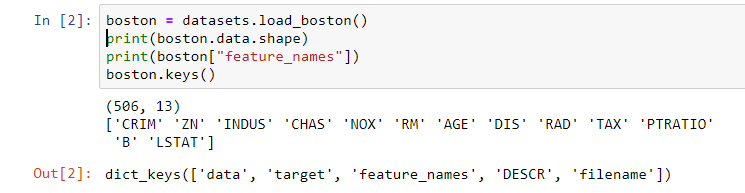 In [2]: boston = datasets.load_boston()
print(boston.data.shape)
print(boston["feature_names"])
boston.keys()
(506, 13)
['CRIM' 'ZN' 'INDUS' 'CHAS' 'NOX' 'RM' 'AGE' 'DIS' 'RAD' 'TAX' 'PTRATIO'
 'B' 'LSTAT']
Out[2]: dict_keys(['data', 'target', 'feature_names', 'DESCR', 'filename'])